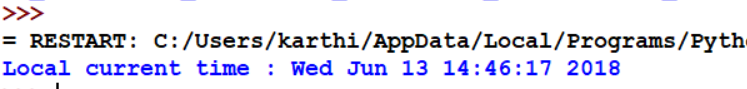 >>>
= RESTART: C:/Users/karthi/AppData/Local/Programs/Pyth
Local current time : Wed Jun 13 14:46:17 2018